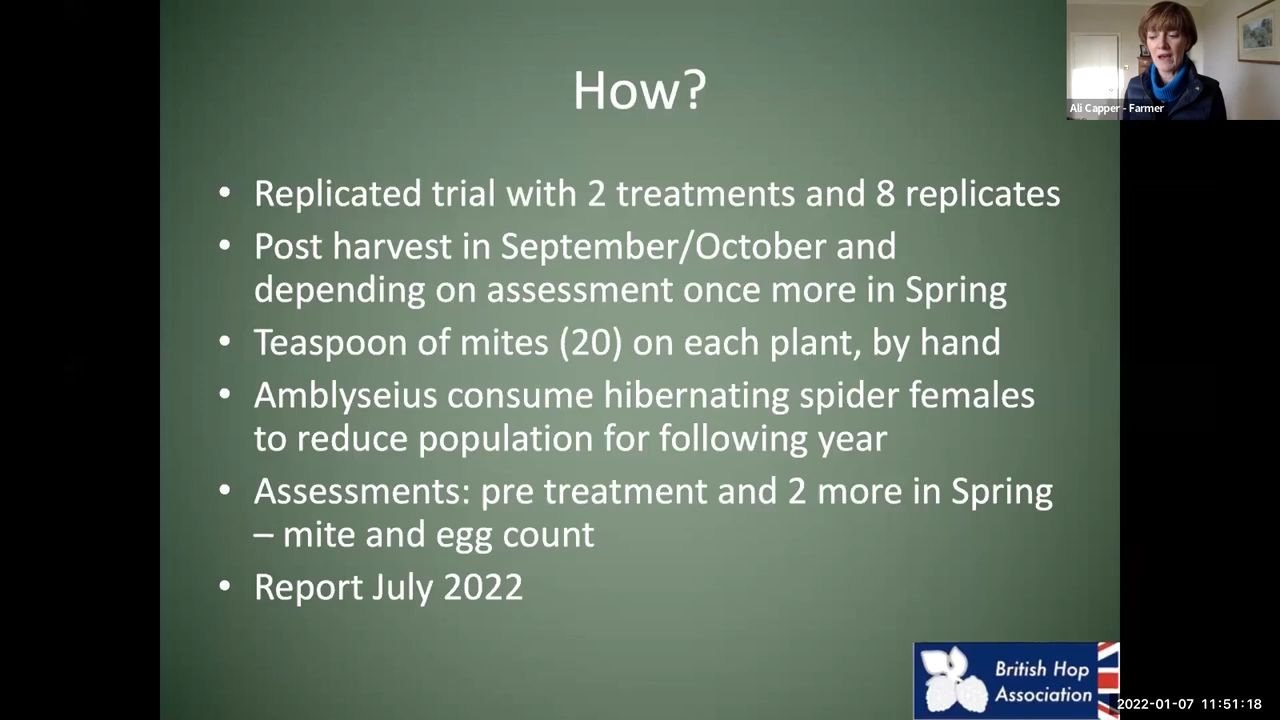 How?
• Replicated trial with 2 treatments and 8 replicates
• Post harvest in September/October and
depending on assessment once more in Spring
• Teaspoon of mites (20) on each plant, by hand
• Amblyseius consume hibernating spider females
to reduce population for following year
• Assessments: pre treatment and 2 more in Spring
– mite and egg count
• Report July 2022
British Hop
Association
Ali Capper - Farmer
2022-01-07 11:51:18